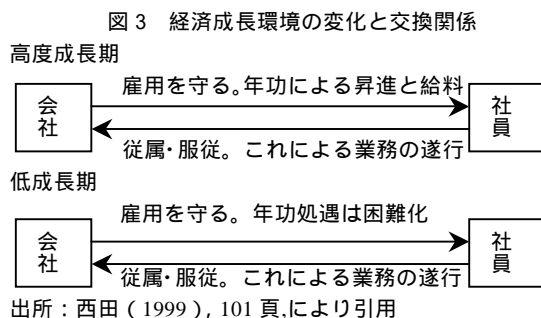 図３　経済成長環境の変化と交換関係
高度成長期
雇用を守る。年功による昇進と給料
会社
社員
従属・服従。これによる業務の遂行
低成長期
雇用を守る。年功処遇は困難化
会社
社員
従属・服従。これによる業務の遂行
出所：西田（1999）, 101 頁,により引用